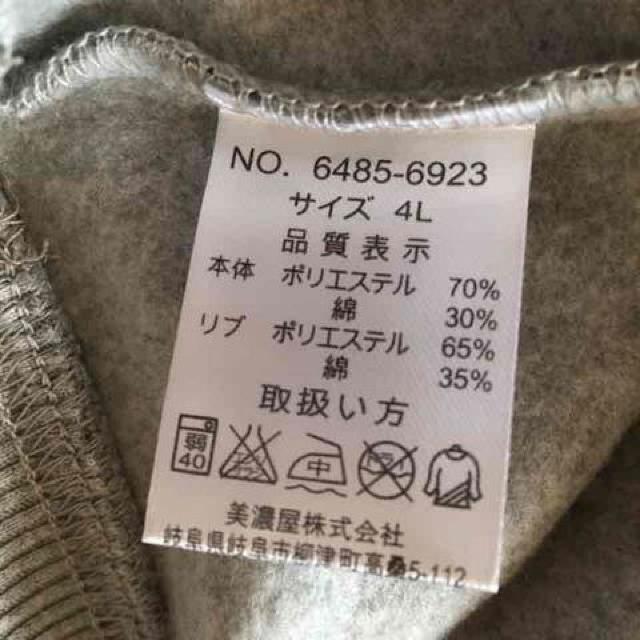 NO. 6485-6923
サイズ 4L
品質表示
本体 ポリエステル 70%
綿 30%
リブ ポリエステル 65%
綿 35%
取扱い方
弱 40 中
美濃屋株式会社
岐阜県岐阜市柳津町高桑5-112